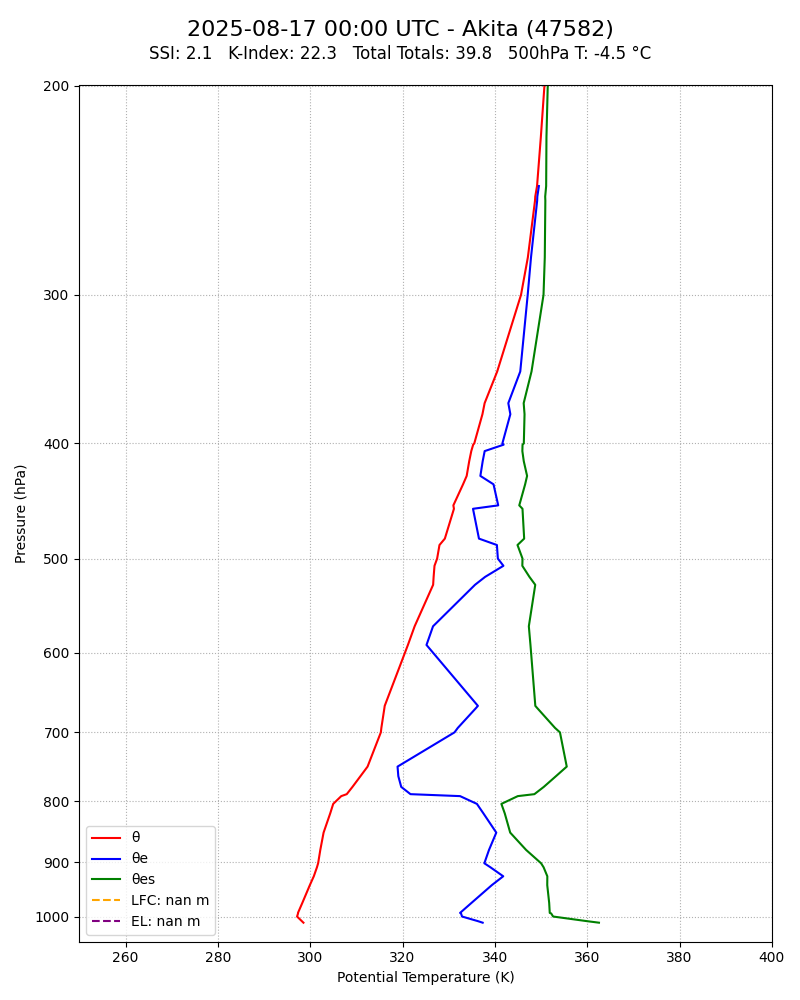 2025-08-17 00:00 UTC - Akita (47582)
SSI: 2.1   K-Index: 22.3   Total Totals: 39.8   500hPa T: -4.5 °C
200
300
400
500
600
700
800
900
1000
Pressure (hPa)
θ
θe
θes
LFC: nan m
EL: nan m
260 280 300 320 340 360 380 400
Potential Temperature (K)